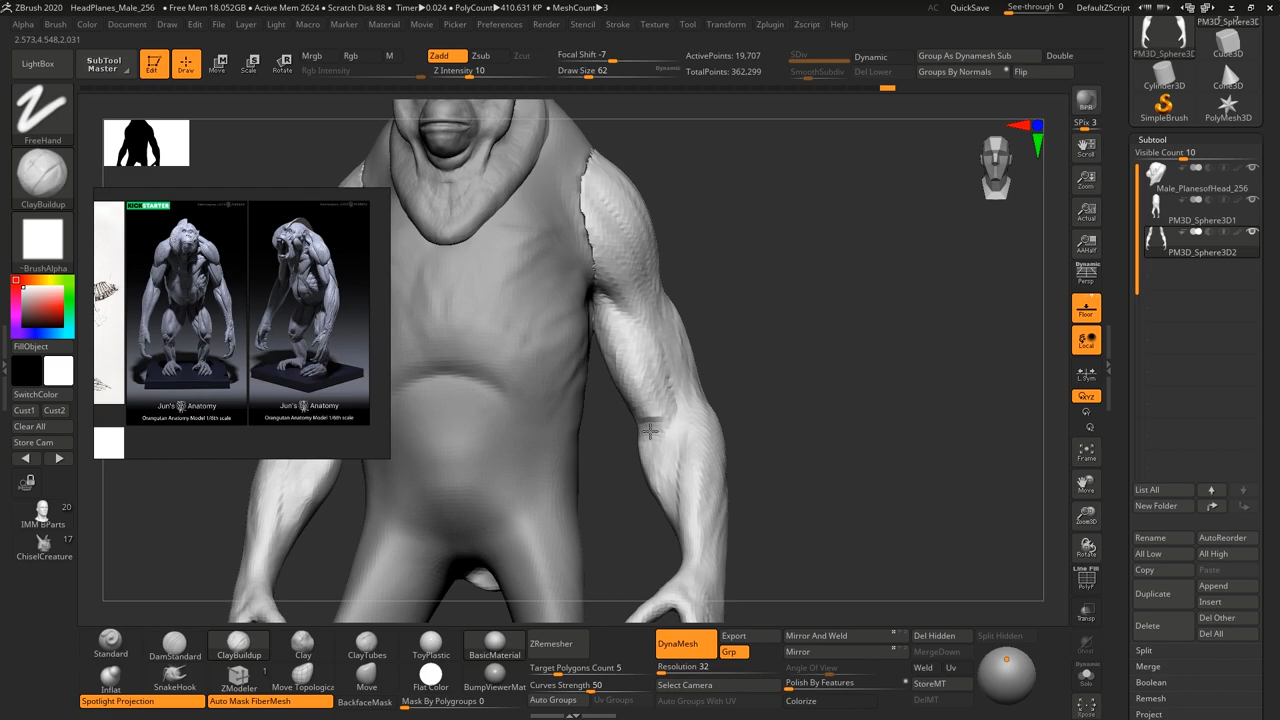 ZBrush 2020   HeadPlanes_Male_256   • Free Mem 18.052GB • Active Mem 2624 • Scratch Disk 88 • Timer▶0.024 • PolyCount▶410.631 KP • MeshCount▶3
AC QuickSave See-through 0 DefaultZScript
Alpha Brush Color Document Draw Edit File Layer Light Macro Marker Material Movie Picker Preferences Render Stencil Stroke Texture Tool Transform Zplugin Zscript Help
2.573,4.548,2.031
LightBox
SubTool
Master
Edit
Draw
Move
Scale
Rotate
Mrgb Rgb M
Rgb Intensity
Zadd Zsub Zcut
Z Intensity 10
Focal Shift -7
Draw Size 62
Dynamic
ActivePoints: 19,707
TotalPoints: 362,299
SDiv
SmoothSubdiv
Dynamic
Del Lower
Group As Dynamesh Sub
Double
Groups By Normals
Flip
FreeHand
ClayBuildup
~BrushAlpha
FillObject
SwitchColor
Cust1 Cust2
Clear All
Store Cam
20
IMM BParts
17
ChiselCreature
KICKSTARTER
Jun's Anatomy
Orangutan Anatomy Model 1/6th scale
Jun's Anatomy
Orangutan Anatomy Model 1/6th scale
BPR
SPix 3
Scroll
Zoom
Actual
AAHalf
Dynamic
Persp
Floor
Local
L.Sym
XYZ
Frame
Move
Zoom3D
Rotate
Line Fill
PolyF
Transp
Ghost
Dynamic
Solo
Xpose
PM3D_Sphere3D
PM3D_Sphere3D
Cube3D
Cylinder3D
Cone3D
SimpleBrush
PolyMesh3D
Subtool
Visible Count 10
Male_PlanesofHead_256
PM3D_Sphere3D1
PM3D_Sphere3D2
List All
New Folder
Rename AutoReorder
All Low All High
Copy Paste
Duplicate
Append
Insert
Delete
Del Other
Del All
Split
Merge
Boolean
Remesh
Project
Standard
DamStandard
ClayBuildup
Clay
ClayTubes
ToyPlastic
BasicMaterial
Inflat
SnakeHook
1
ZModeler
Move Topologica
Move
Flat Color
BumpViewerMat
Spotlight Projection
Auto Mask FiberMesh
BackfaceMask
Mask By Polygroups 0
ZRemesher
Target Polygons Count 5
Curves Strength 50
Auto Groups
Uv Groups
DynaMesh
Export
Grp
Resolution 32
Select Camera
Auto Groups With UV
Mirror And Weld
Mirror
Angle Of View
Polish By Features
Colorize
Del Hidden
Split Hidden
MergeDown
Weld
Uv
StoreMT
DelMT